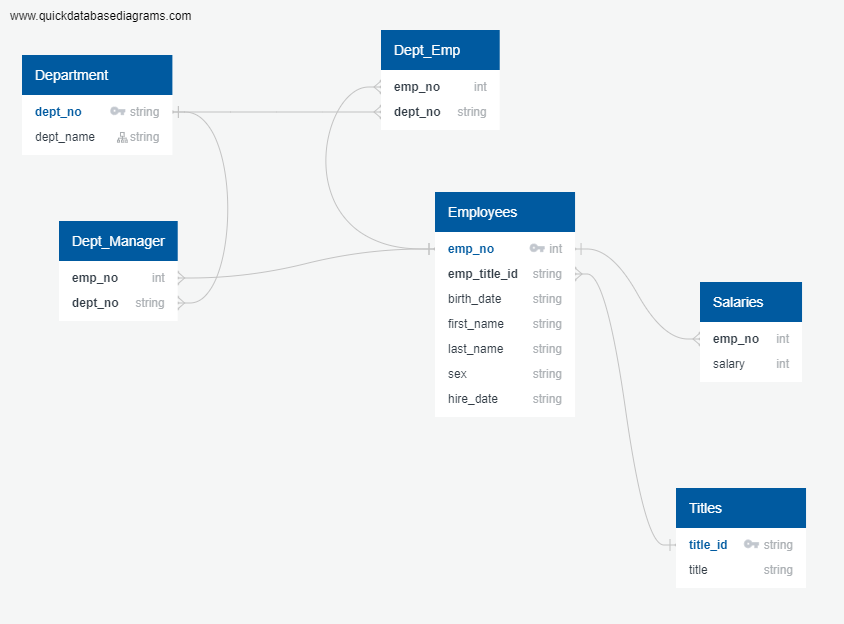 www.quickdatabasediagrams.com
Department
dept_no string
dept_name string
Dept_Emp
emp_no int
dept_no string
Dept_Manager
emp_no int
dept_no string
Employees
emp_no int
emp_title_id string
birth_date string
first_name string
last_name string
sex string
hire_date string
Salaries
emp_no int
salary int
Titles
title_id string
title string